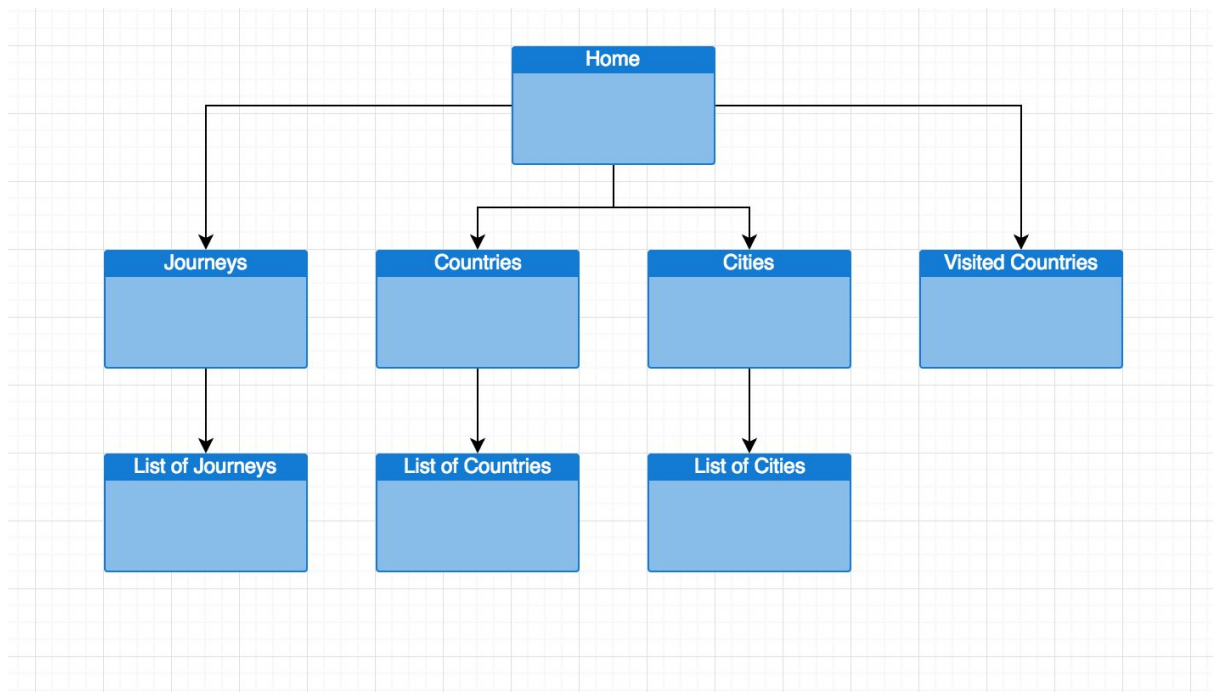 Home
Journeys
Countries
Cities
Visited Countries
List of Journeys
List of Countries
List of Cities